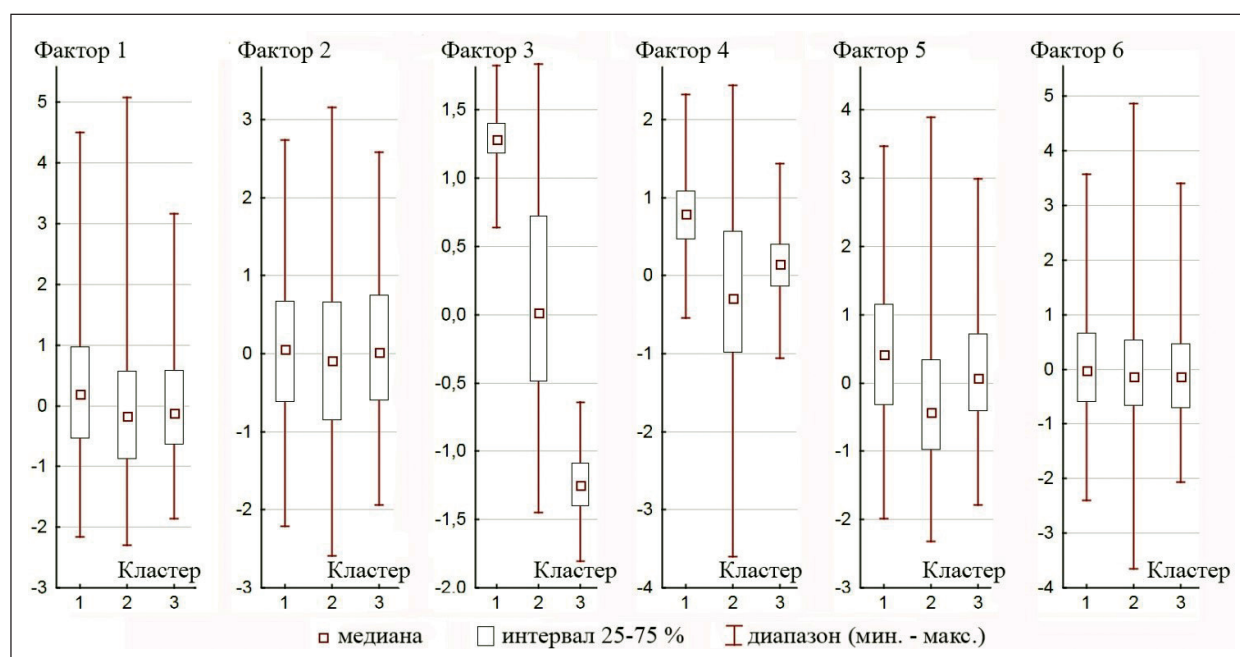 Фактор 1
5
4
3
2
1
0
-1
-2
-3
Кластер
1 2 3
Фактор 2
3
2
1
0
-1
-2
-3
Кластер
1 2 3
Фактор 3
1,5
1,0
0,5
0,0
-0,5
-1,0
-1,5
-2.0
Кластер
1 2 3
Фактор 4
2
1
0
-1
-2
-3
-4
Кластер
1 2 3
Фактор 5
4
3
2
1
0
-1
-2
-3
Кластер
1 2 3
Фактор 6
5
4
3
2
1
0
-1
-2
-3
-4
Кластер
1 2 3
медиана интервал 25-75 % диапазон (мин. - макс.)